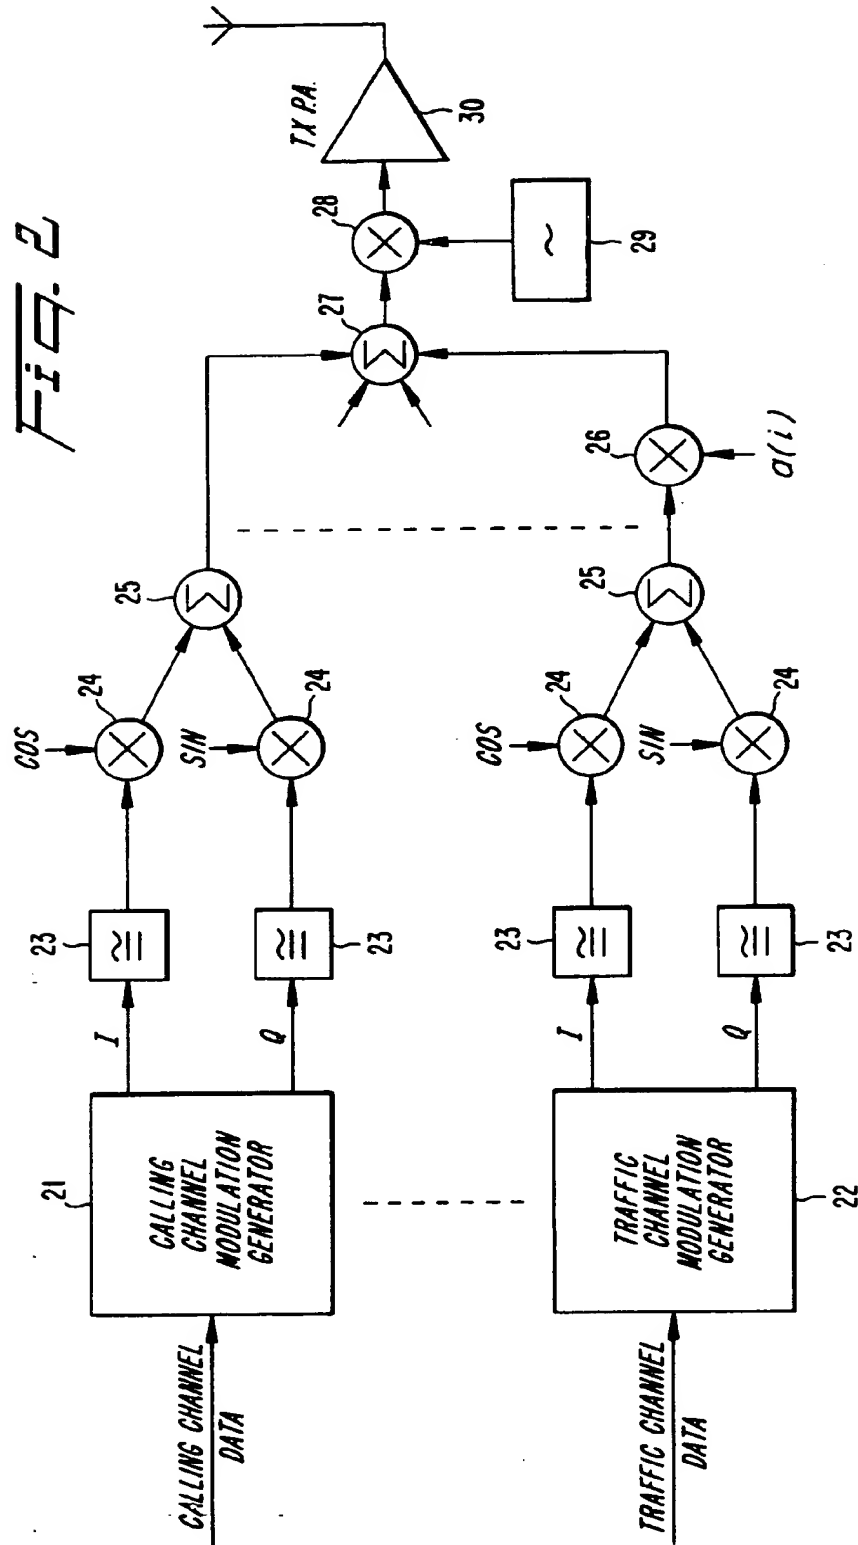 Fig. 2
CALLING CHANNEL
DATA
21
CALLING
CHANNEL
MODULATION
GENERATOR
I
Q
23
23
COS
24
SIN
24
25
Σ
TRAFFIC CHANNEL
DATA
22
TRAFFIC
CHANNEL
MODULATION
GENERATOR
I
Q
23
23
COS
24
SIN
24
25
Σ
26
a(i)
27
Σ
28
29
~
TX P.A.
30